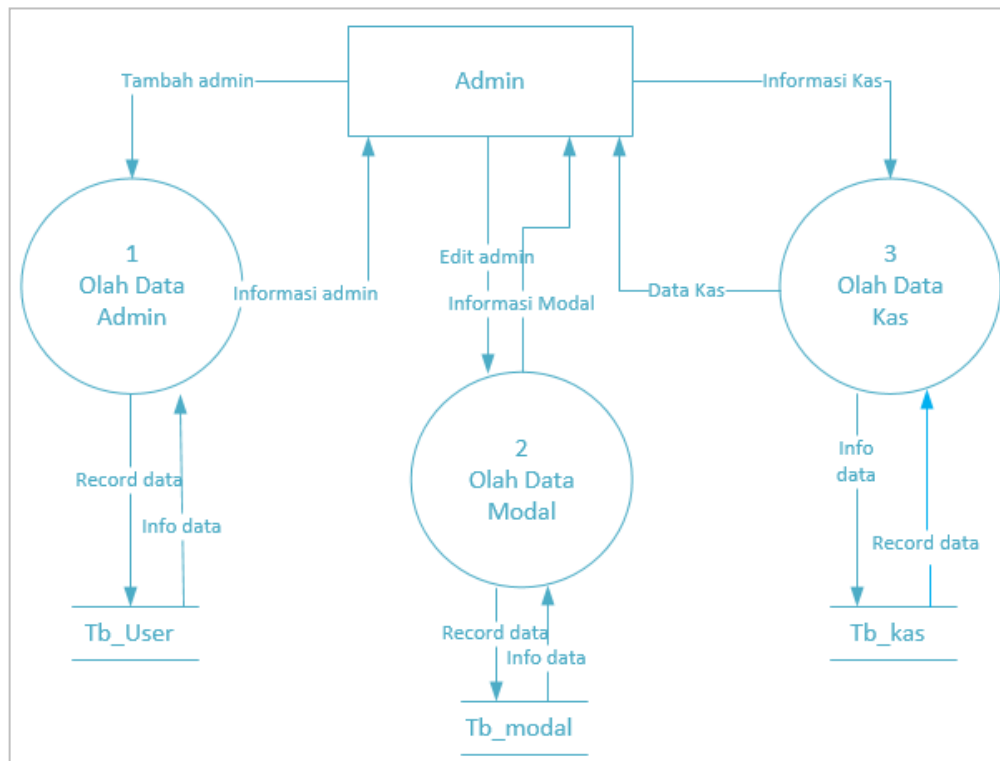 Tambah admin
Admin
Informasi Kas
1
Olah Data
Admin
Informasi admin
Edit admin
Informasi Modal
Data Kas
3
Olah Data
Kas
2
Olah Data
Modal
Record data
Info data
Info
data
Record data
Tb_User
Record data
Info data
Tb_kas
Tb_modal